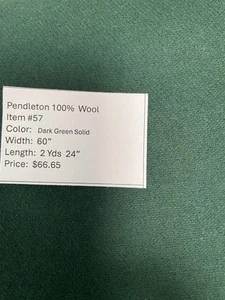 Pendleton 100% Wool
Item #57
Color: Dark Green Solid
Width: 60"
Length: 2 Yds 24"
Price: $66.65